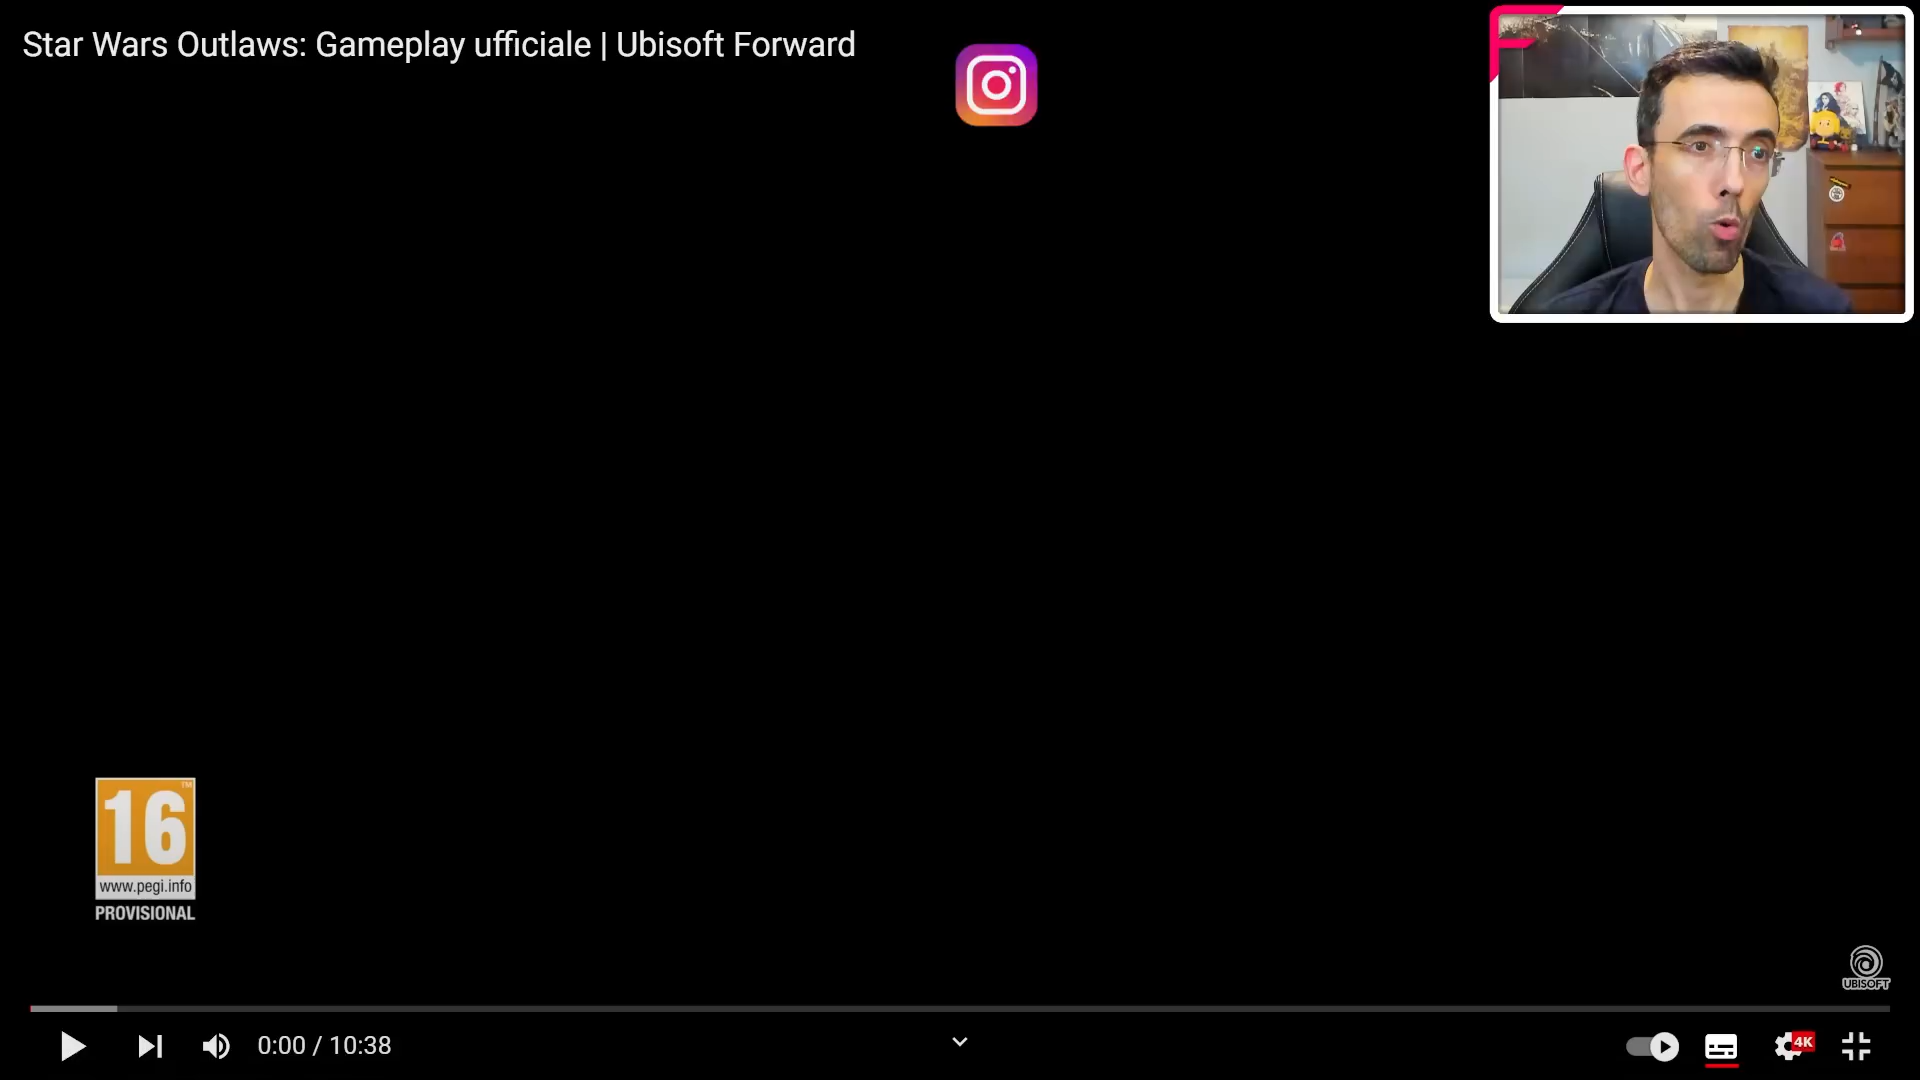 Star Wars Outlaws: Gameplay ufficiale | Ubisoft Forward
16
www.pegi.info
PROVISIONAL
UBISOFT
0:00 / 10:38
4K